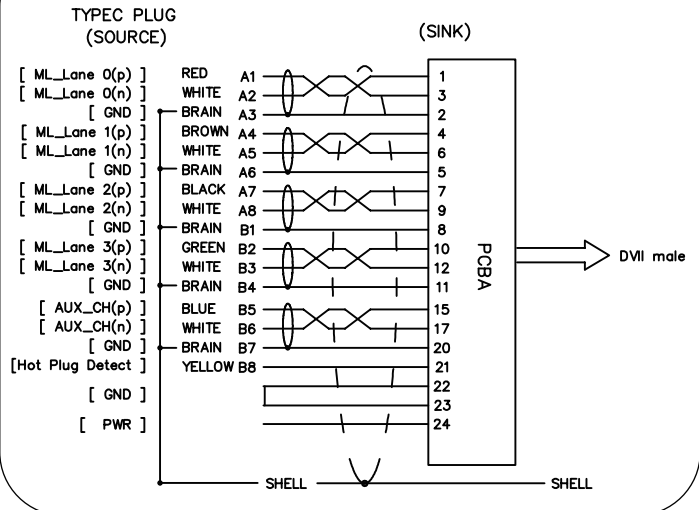 TYPEC PLUG
(SOURCE)
(SINK)
[ ML_Lane 0(p) ] RED A1 1
[ ML_Lane 0(n) ] WHITE A2 3
[ GND ] BRAIN A3 2
[ ML_Lane 1(p) ] BROWN A4 4
[ ML_Lane 1(n) ] WHITE A5 6
[ GND ] BRAIN A6 5
[ ML_Lane 2(p) ] BLACK A7 7
[ ML_Lane 2(n) ] WHITE A8 9
[ GND ] BRAIN B1 8
[ ML_Lane 3(p) ] GREEN B2 10
[ ML_Lane 3(n) ] WHITE B3 12
[ GND ] BRAIN B4 11
[ AUX_CH(p) ] BLUE B5 15
[ AUX_CH(n) ] WHITE B6 17
[ GND ] BRAIN B7 20
[Hot Plug Detect ] YELLOW B8 21
[ GND ] 22
23
[ PWR ] 24
PCBA
DVII male
SHELL SHELL